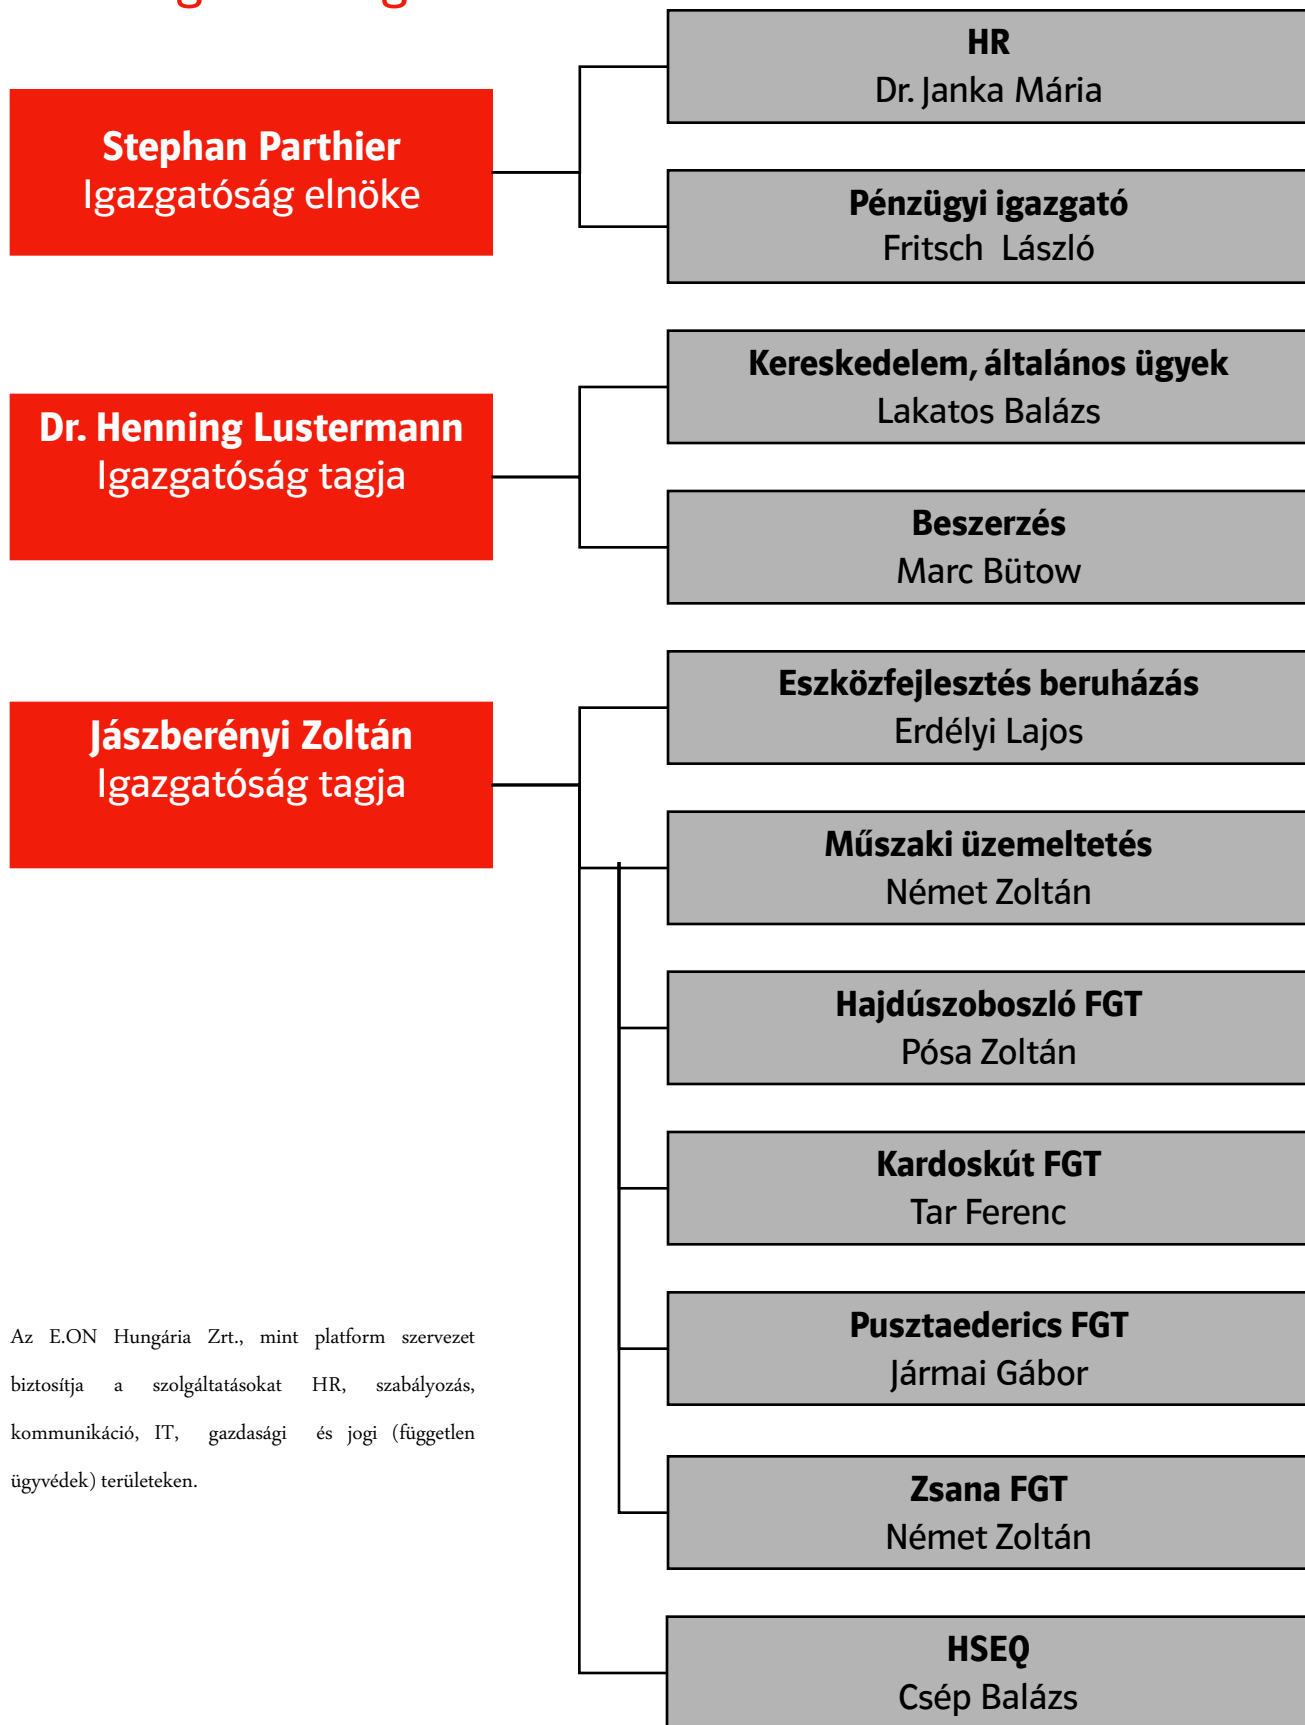 HR
Dr. Janka Mária
Stephan Parthier
Igazgatóság elnöke
Pénzügyi igazgató
Fritsch László
Kereskedelem, általános ügyek
Lakatos Balázs
Dr. Henning Lustermann
Igazgatóság tagja
Beszerzés
Marc Bütow
Eszközfejlesztés beruházás
Erdélyi Lajos
Jászberényi Zoltán
Igazgatóság tagja
Műszaki üzemeltetés
Német Zoltán
Hajdúszoboszló FGT
Pósa Zoltán
Kardoskút FGT
Tar Ferenc
Pusztaederics FGT
Jármai Gábor
Az E.ON Hungária Zrt., mint platform szervezet
biztosítja a szolgáltatásokat HR, szabályozás,
kommunikáció, IT, gazdasági és jogi (független
ügyvédek) területeken.
Zsana FGT
Német Zoltán
HSEQ
Csép Balázs